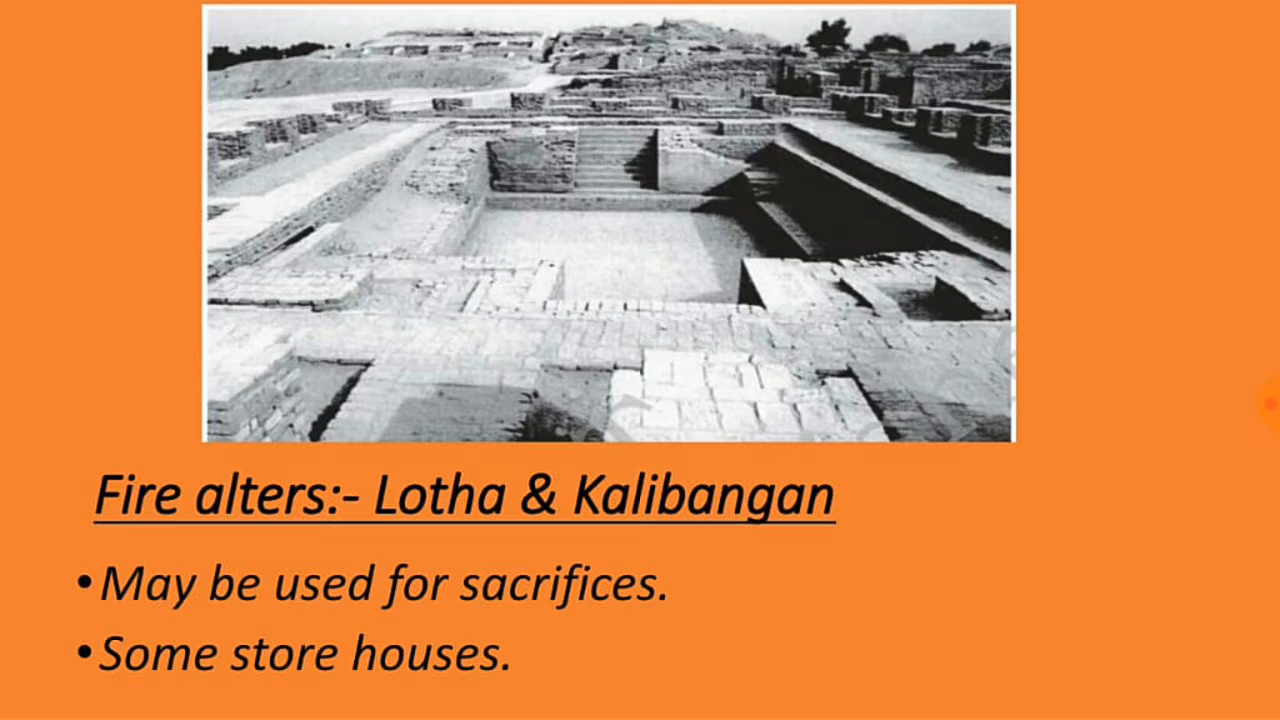 Fire alters:- Lotha & Kalibangan
•May be used for sacrifices.
•Some store houses.